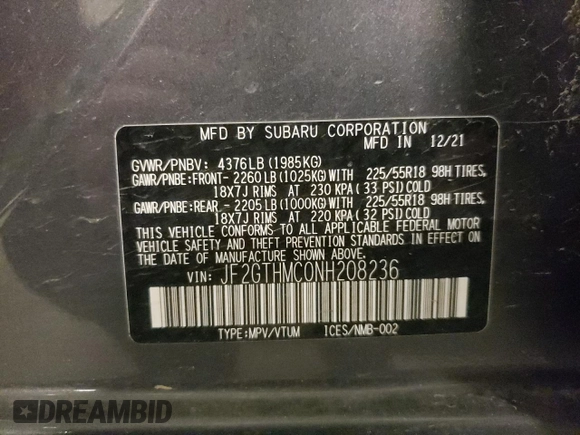 MFD BY SUBARU CORPORATION
MFD IN 12/21
GVWR/PNBV: 4376LB (1985KG)
GAWR/PNBE:FRONT- 2260LB (1025KG) WITH 225/55R18 98H TIRES,
18X7J RIMS AT 230 KPA (33 PSI) COLD
GAWR/PNBE:REAR - 2205LB (1000KG) WITH 225/55R18 98H TIRES,
18X7J RIMS AT 220 KPA (32 PSI) COLD
THIS VEHICLE CONFORMS TO ALL APPLICABLE FEDERAL MOTOR
VEHICLE SAFETY AND THEFT PREVENTION STANDARDS IN EFFECT ON
THE DATE OF MANUFACTURE SHOWN ABOVE.
VIN: JF2GTHMC0NH208236
TYPE:MPV/VTUM ICES/NMB-002
DREAMBID